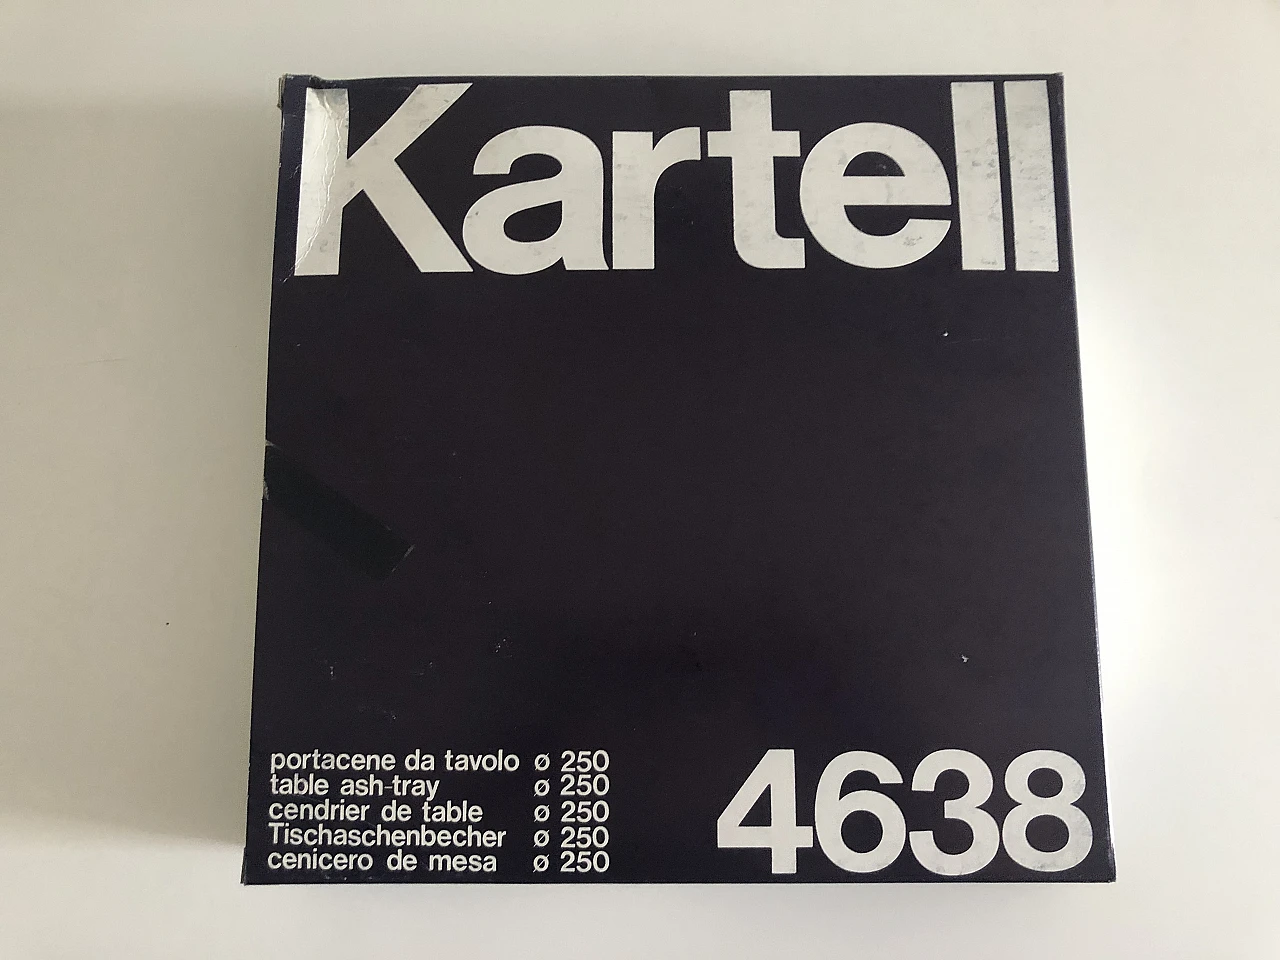 Kartell
portacene da tavolo ø 250
table ash-tray ø 250
cendrier de table ø 250
Tischaschenbecher ø 250
cenicero de mesa ø 250
4638